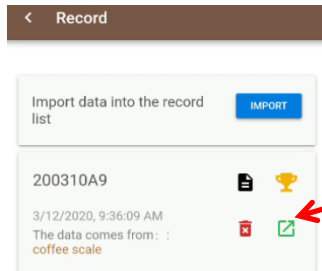 Record
Import data into the record
list
IMPORT
200310A9
3/12/2020, 9:36:09 AM
The data comes from: :
coffee scale